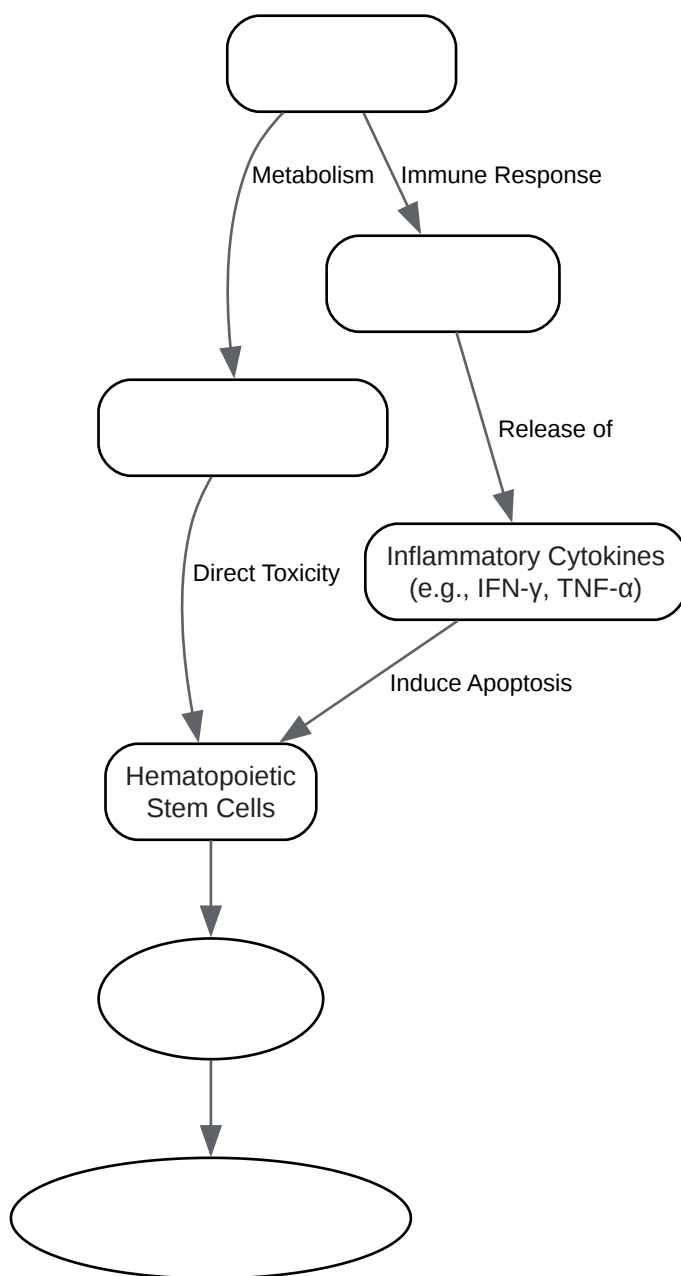 Metabolism
Immune Response
Release of
Inflammatory Cytokines
(e.g., IFN-γ, TNF-α)
Direct Toxicity
Induce Apoptosis
Hematopoietic
Stem Cells